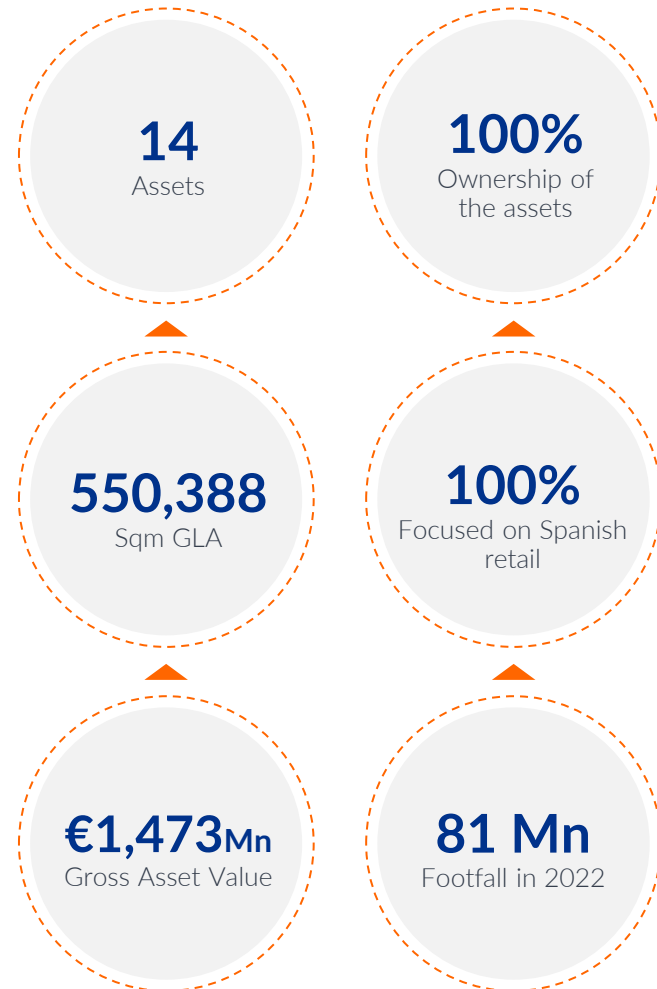 14
Assets
100%
Ownership of
the assets
550,388
Sqm GLA
100%
Focused on Spanish
retail
€1,473Mn
Gross Asset Value
81 Mn
Footfall in 2022